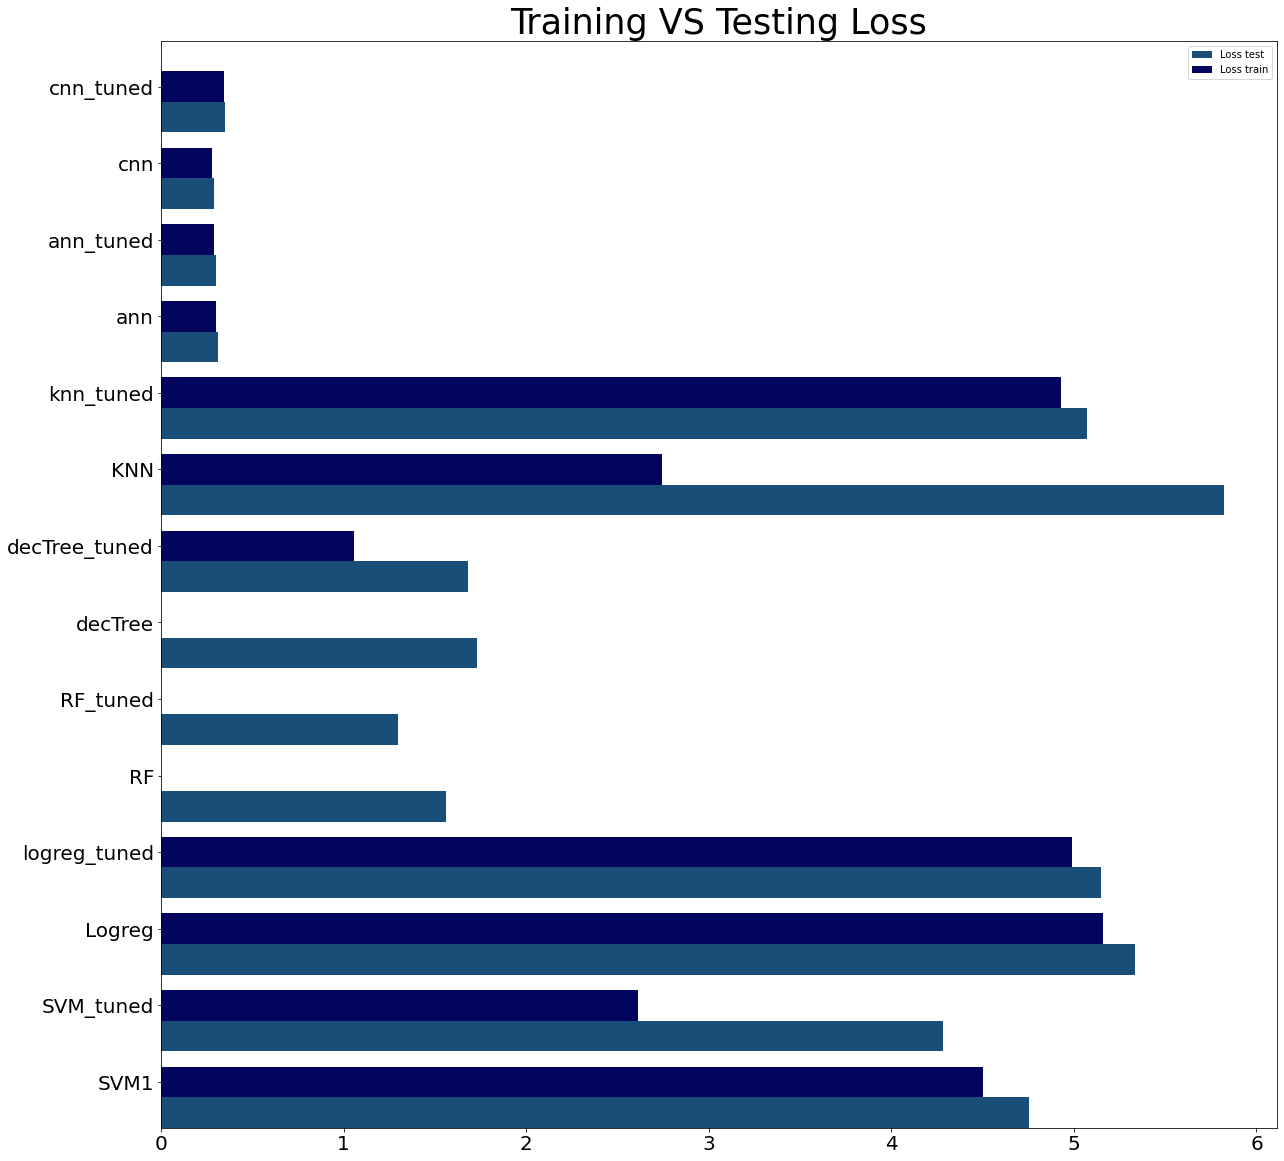 Training VS Testing Loss
Loss test
Loss train
cnn_tuned
cnn
ann_tuned
ann
knn_tuned
KNN
decTree_tuned
decTree
RF_tuned
RF
logreg_tuned
Logreg
SVM_tuned
SVM1
0 1 2 3 4 5 6